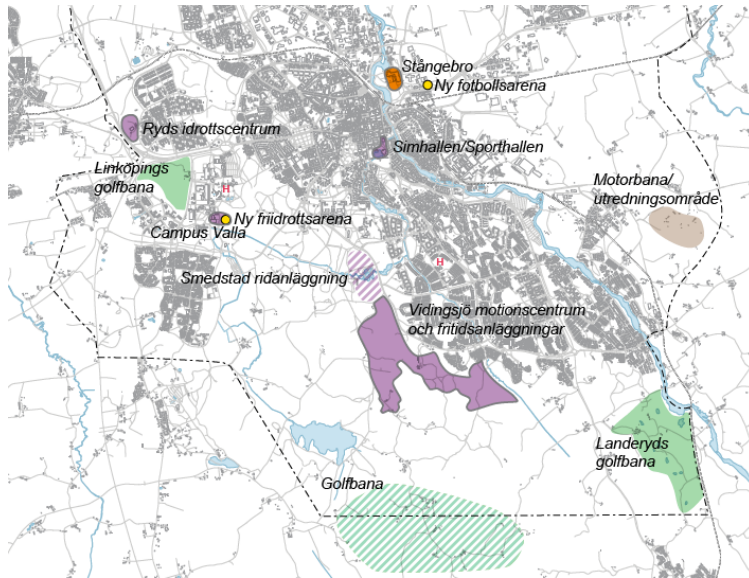 Stångebro
Ny fotbollsarena
Ryds idrottscentrum
Simhallen/Sporthallen
Linköpings
golfbana
Motorbana/
utredningsområde
H
Ny friidrottsarena
Campus Valla
H
Smedstad ridanläggning
Vidingsjö motionscentrum
och fritidsanläggningar
Landeryds
golfbana
Golfbana